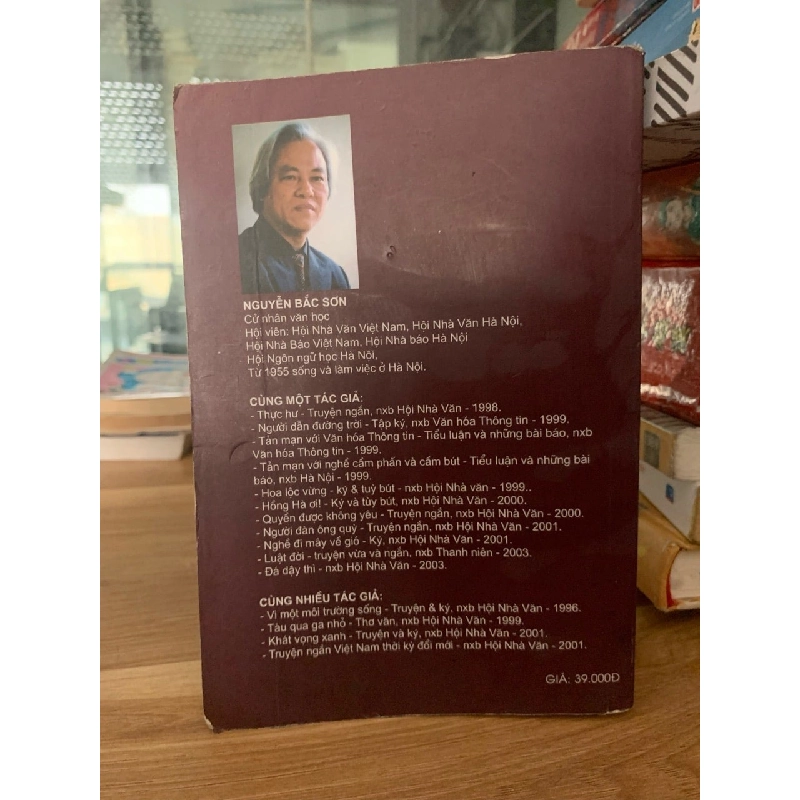 NGUYỄN BẮC SƠN
Cử nhân văn học
Hội viên: Hội Nhà Văn Việt Nam, Hội Nhà Văn Hà Nội,
Hội Nhà Báo Việt Nam, Hội Nhà báo Hà Nội
Hội Ngôn ngữ học Hà Nội,
Từ 1955 sống và làm việc ở Hà Nội.
CÙNG MỘT TÁC GIẢ:
- Thực hư - Truyện ngắn, nxb Hội Nhà Văn - 1998.
- Người dẫn đường trời - Tập ký, nxb Văn hóa Thông tin - 1999.
- Tản mạn với Văn hóa Thông tin - Tiểu luận và những bài báo, nxb
Văn hóa Thông tin - 1999.
- Tản mạn với nghề cầm phấn và cầm bút - Tiểu luận và những bài
báo, nxb Hà Nội - 1999.
- Hoa lộc vừng - ký & tuỳ bút - nxb Hội Nhà văn - 1999..
- Hồng Hà ơi! - Ký và tùy bút, nxb Hội Nhà Văn - 2000.
- Quyền được không yêu - Truyện ngắn, nxb Hội Nhà Văn - 2000.
- Người đàn ông quỳ - Truyện ngắn, nxb Hội Nhà Văn - 2001.
- Nghề đi mây về gió - Ký, nxb Hội Nhà Văn - 2001.
- Luật đời - truyện vừa và ngắn, nxb Thanh niên - 2003.
- Đá dậy thì - nxb Hội Nhà Văn - 2003.
CÙNG NHIỀU TÁC GIẢ:
- Vì một môi trường sống - Truyện & ký, nxb Hội Nhà Văn - 1996.
- Tàu qua ga nhỏ - Thơ văn, nxb Hội Nhà Văn - 1999.
- Khát vọng xanh - Truyện và ký, nxb Hội Nhà Văn - 2001.
- Truyện ngắn Việt Nam thời kỳ đổi mới - nxb Hội Nhà Văn - 2001.
GIÁ: 39.000Đ